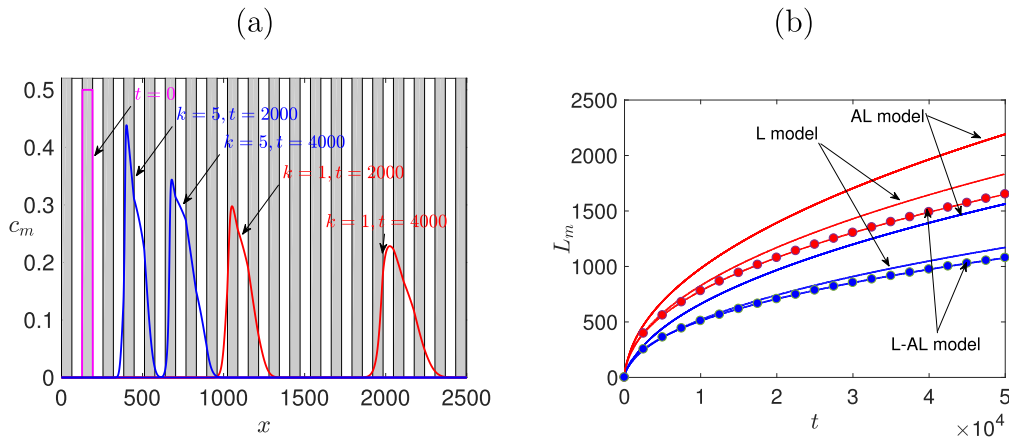 (a)
(b)
t = 0
k = 5, t = 2000
k = 5, t = 4000
k = 1, t = 2000
k = 1, t = 4000
0.5
0.4
0.3
0.2
0.1
0
c_m
0 500 1000 1500 2000 2500
x
L model
AL model
L-AL model
2500
2000
1500
1000
500
0
L_m
0 1 2 3 4 5
t
×10^4